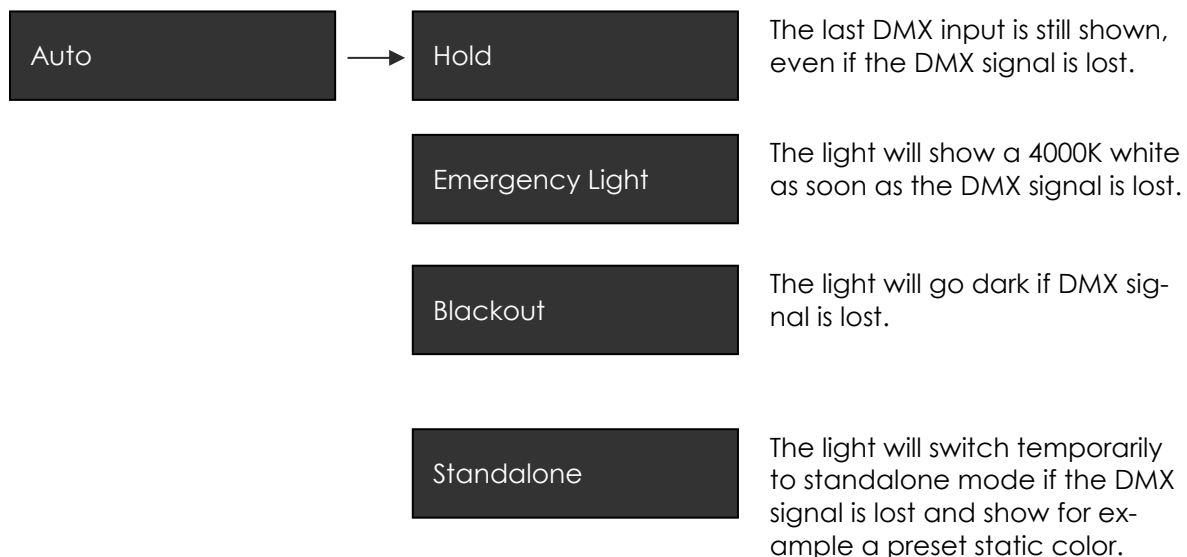 Auto
Hold
The last DMX input is still shown,
even if the DMX signal is lost.
Emergency Light
The light will show a 4000K white
as soon as the DMX signal is lost.
Blackout
The light will go dark if DMX sig-
nal is lost.
Standalone
The light will switch temporarily
to standalone mode if the DMX
signal is lost and show for ex-
ample a preset static color.